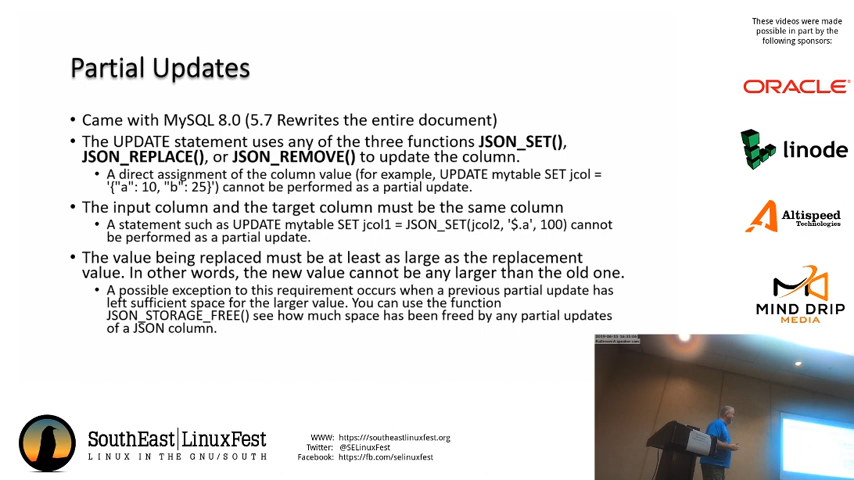 Partial Updates
• Came with MySQL 8.0 (5.7 Rewrites the entire document)
• The UPDATE statement uses any of the three functions JSON_SET(),
JSON_REPLACE(), or JSON_REMOVE() to update the column.
• A direct assignment of the column value (for example, UPDATE mytable SET jcol =
'{"a": 10, "b": 25}') cannot be performed as a partial update.
• The input column and the target column must be the same column
• A statement such as UPDATE mytable SET jcol1 = JSON_SET(jcol2, '$.a', 100) cannot
be performed as a partial update.
• The value being replaced must be at least as large as the replacement
value. In other words, the new value cannot be any larger than the old one.
• A possible exception to this requirement occurs when a previous partial update has
left sufficient space for the larger value. You can use the function
JSON_STORAGE_FREE() see how much space has been freed by any partial updates
of a JSON column.
These videos were made
possible in part by the
following sponsors:
ORACLE
linode
Altispeed
Technologies
MIND DRIP
MEDIA
SouthEast LinuxFest
LINUX IN THE GNU/SOUTH
WWW: https:///southeastlinuxfest.org
Twitter: @SELinuxFest
Facebook: https://fb.com/selinuxfest